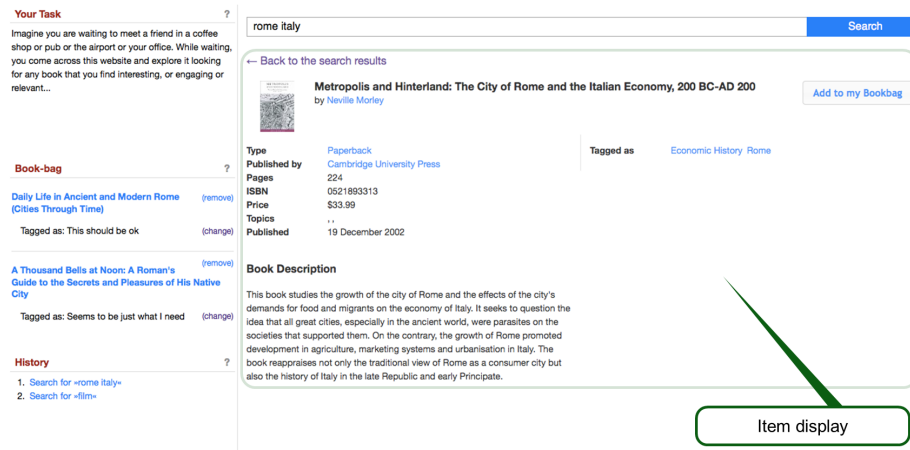 Your Task ?
Imagine you are waiting to meet a friend in a coffee
shop or pub or the airport or your office. While waiting,
you come across this website and explore it looking
for any book that you find interesting, or engaging or
relevant...
Book-bag ?
Daily Life in Ancient and Modern Rome (remove)
(Cities Through Time)
Tagged as: This should be ok (change)
A Thousand Bells at Noon: A Roman's (remove)
Guide to the Secrets and Pleasures of His Native
City
Tagged as: Seems to be just what I need (change)
History ?
1. Search for »rome italy«
2. Search for »film«
rome italy Search
← Back to the search results
Metropolis and Hinterland: The City of Rome and the Italian Economy, 200 BC-AD 200
by Neville Morley
Add to my Bookbag
Type Paperback
Published by Cambridge University Press
Pages 224
ISBN 0521893313
Price $33.99
Topics , ,
Published 19 December 2002
Tagged as Economic History Rome
Book Description
This book studies the growth of the city of Rome and the effects of the city's
demands for food and migrants on the economy of Italy. It seeks to question the
idea that all great cities, especially in the ancient world, were parasites on the
societies that supported them. On the contrary, the growth of Rome promoted
development in agriculture, marketing systems and urbanisation in Italy. The
book reappraises not only the traditional view of Rome as a consumer city but
also the history of Italy in the late Republic and early Principate.
Item display